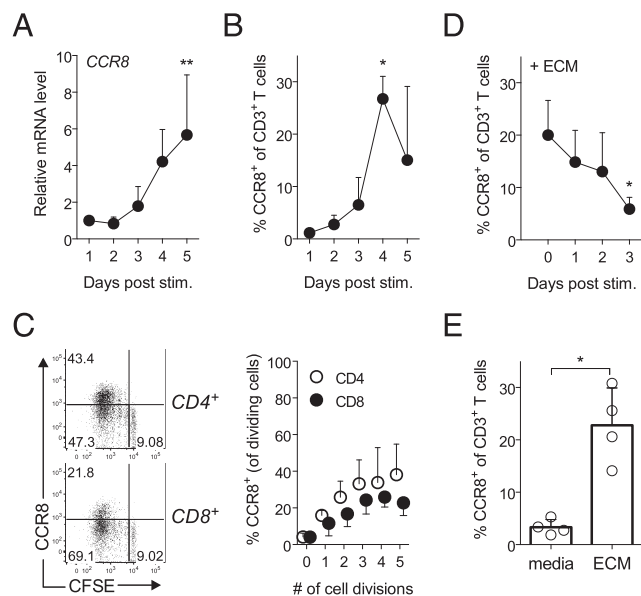 A
CCR8
**
Relative mRNA level
10
8
6
4
2
0
1 2 3 4 5
Days post stim.
B
*
% CCR8+ of CD3+ T cells
30
20
10
0
1 2 3 4 5
Days post stim.
D
+ ECM
*
% CCR8+ of CD3+ T cells
30
20
10
0
0 1 2 3
Days post stim.
C
43.4
47.3 9.08
CD4+
21.8
69.1 9.02
CD8+
CCR8
CFSE
CD4
CD8
% CCR8+ (of dividing cells)
100
80
60
40
20
0
0 1 2 3 4 5
# of cell divisions
E
*
% CCR8+ of CD3+ T cells
30
20
10
0
media ECM